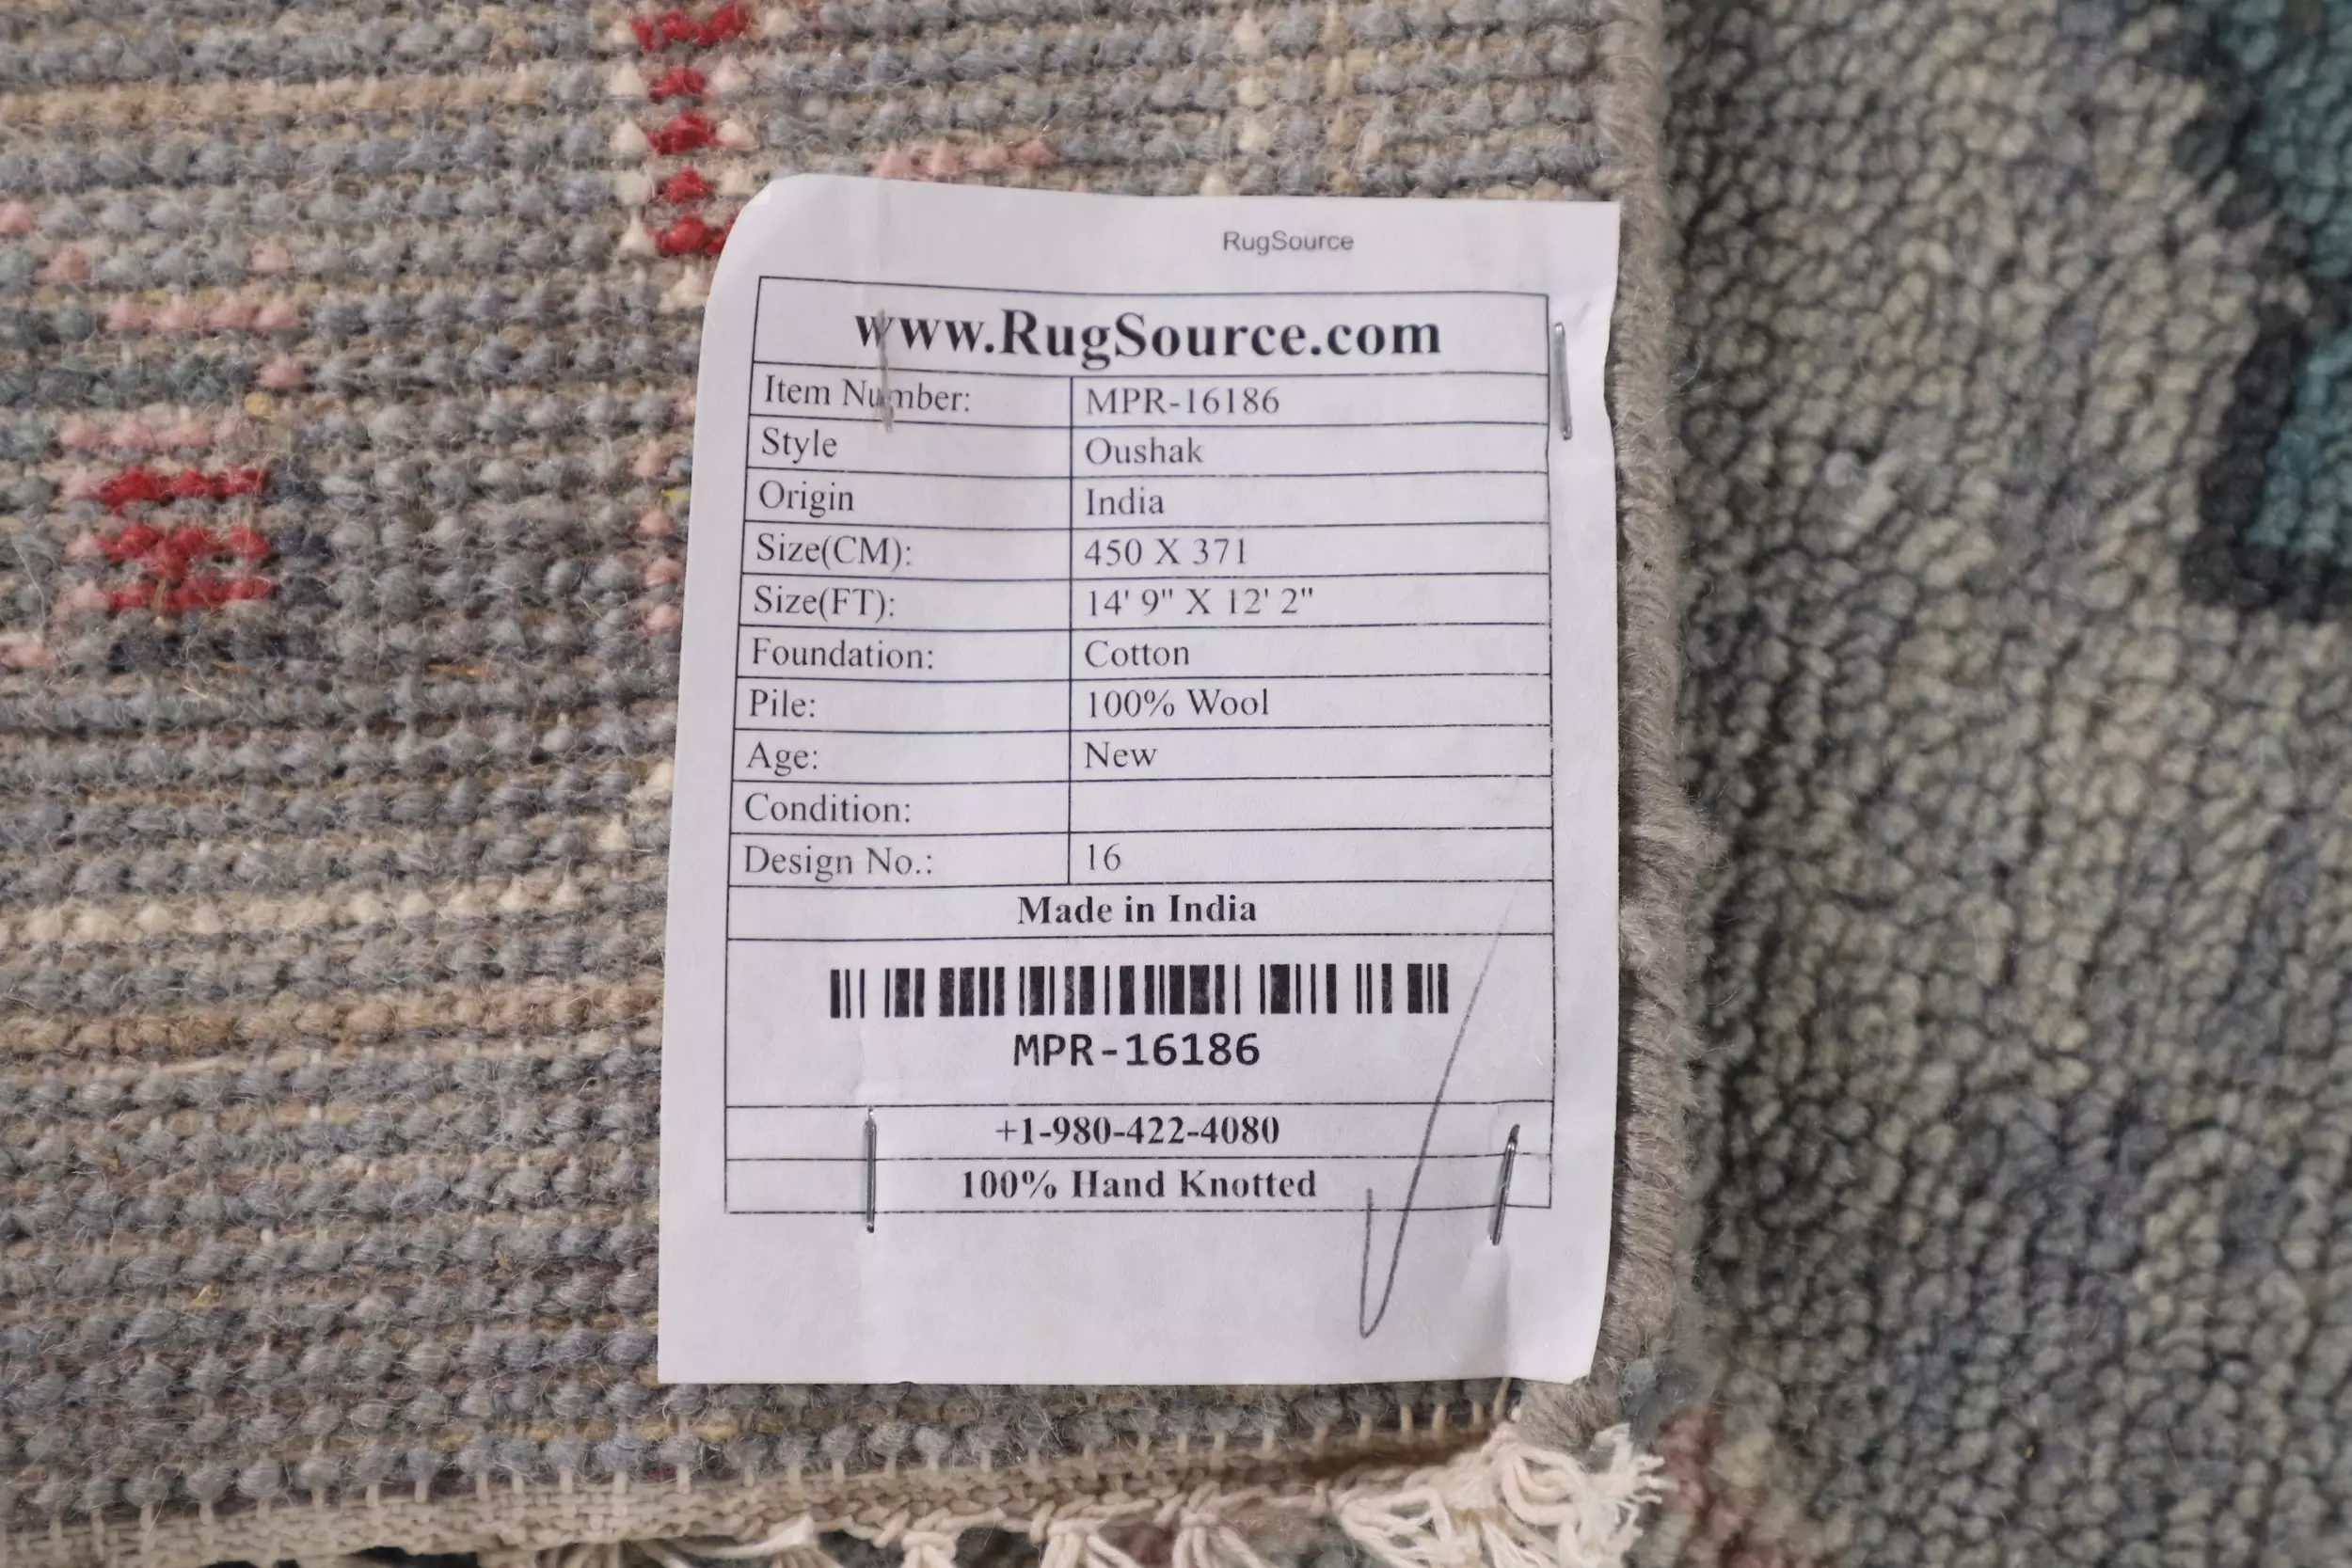 RugSource
www.RugSource.com
Item Number: MPR-16186
Style Oushak
Origin India
Size(CM): 450 X 371
Size(FT): 14' 9" X 12' 2"
Foundation: Cotton
Pile: 100% Wool
Age: New
Condition:
Design No.: 16
Made in India
MPR-16186
+1-980-422-4080
100% Hand Knotted